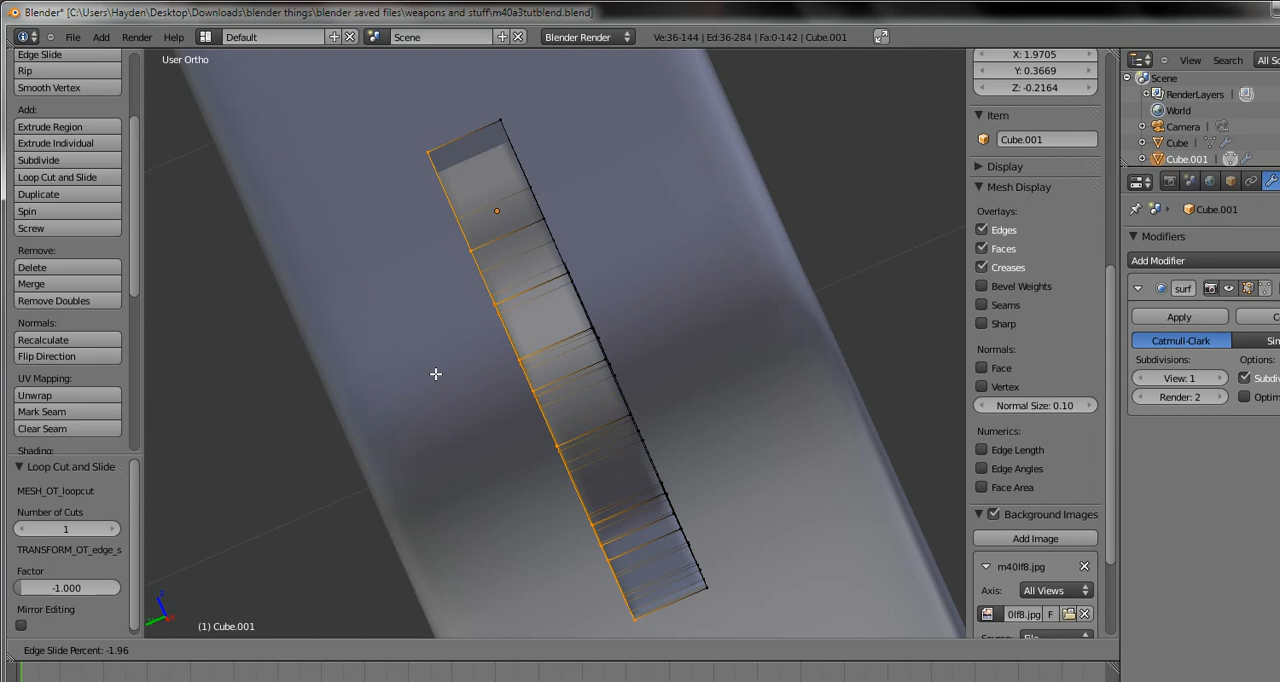 Blender* [C:\Users\Hayden\Desktop\Downloads\blender things\blender saved files\weapons and stuff\m40a3tutblend.blend]
File Add Render Window Help Default Scene Blender Render Ve:36-144 | Ed:36-284 | Fa:0-142 | Cube.001
Edge Slide
Rip
Smooth Vertex
Add:
Extrude Region
Extrude Individual
Subdivide
Loop Cut and Slide
Duplicate
Spin
Screw
Remove:
Delete
Merge
Remove Doubles
Normals:
Recalculate
Flip Direction
UV Mapping:
Unwrap
Mark Seam
Clear Seam
Shading:
Loop Cut and Slide
MESH_OT_loopcut
Number of Cuts
1
TRANSFORM_OT_edge_s
Factor
-1.000
Mirror Editing
User Ortho
(1) Cube.001
Edge Slide Percent: -1.96
X: 1.9705
Y: 0.3669
Z: -0.2164
Item
Cube.001
Display
Mesh Display
Overlays:
Edges
Faces
Creases
Bevel Weights
Seams
Sharp
Normals:
Face
Vertex
Normal Size: 0.10
Numerics:
Edge Length
Edge Angles
Face Area
Background Images
Add Image
m40lf8.jpg
Axis: All Views
0lf8.jpg F
Source: File
View Search All Sc
Scene
RenderLayers
World
Camera
Cube
Cube.001
Cube.001
Modifiers
Add Modifier
surf
Apply
Catmull-Clark Sin
Subdivisions: Options:
View: 1 Subdiv
Render: 2 Optim